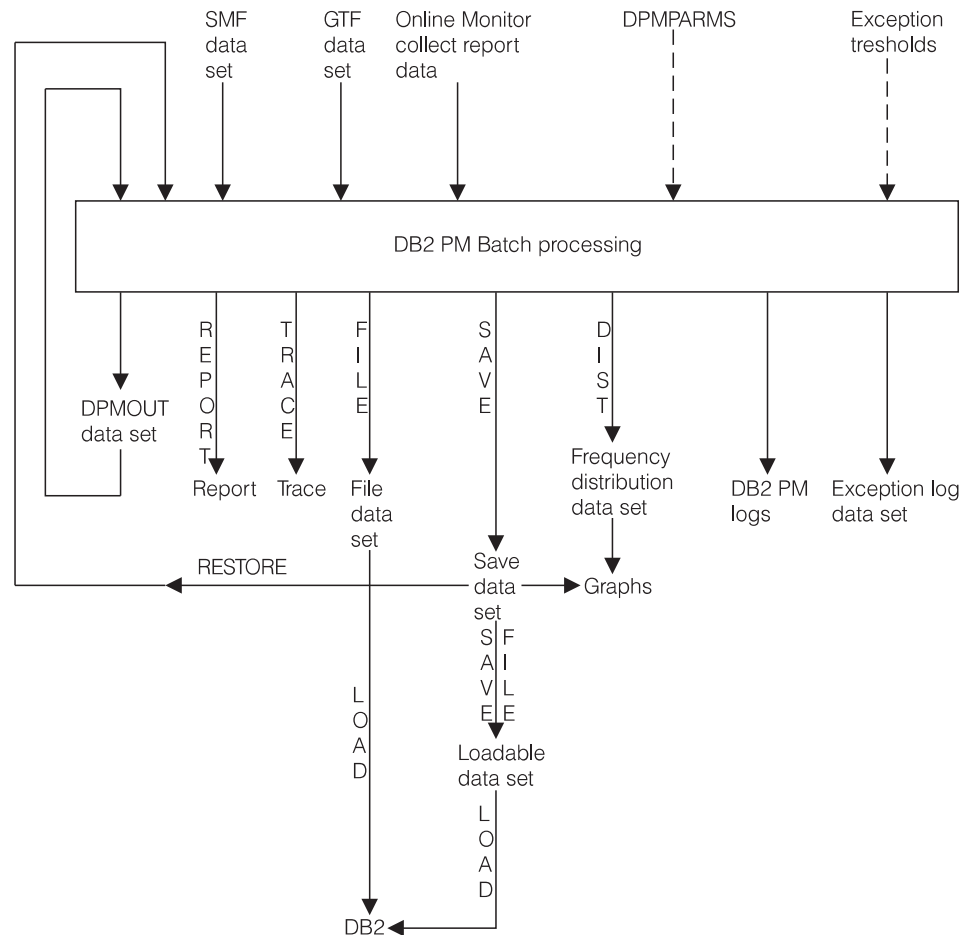 SMF
data
set
GTF
data
set
Online Monitor
collect report
data
DPMPARMS
Exception
tresholds
DB2 PM Batch processing
REPORT
TRACE
FILE
SAVE
DIST
DPMOUT
data set
Report
Trace
File
data
set
Frequency
distribution
data set
DB2 PM
logs
Exception log
data set
RESTORE
Save
data
set
Graphs
SAVE
FILE
LOAD
Loadable
data set
LOAD
DB2